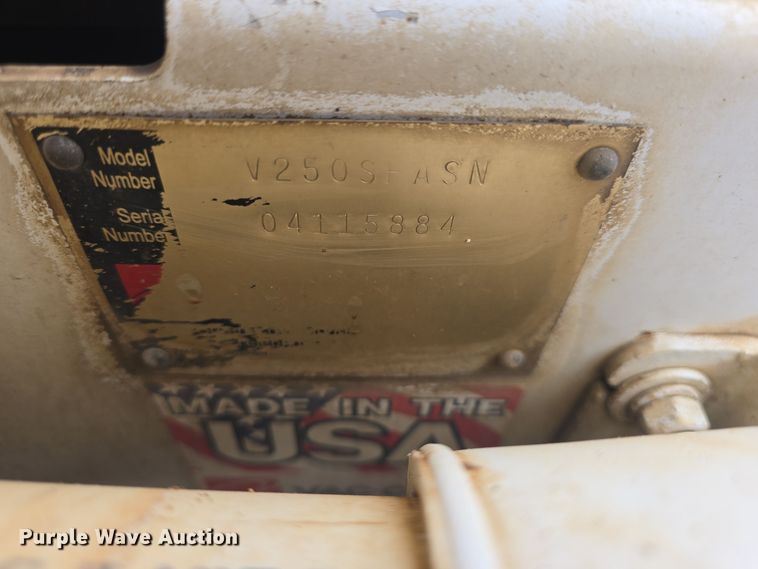 Model Number V250SFASN
Serial Number 04115884
MADE IN THE
USA
Purple Wave Auction